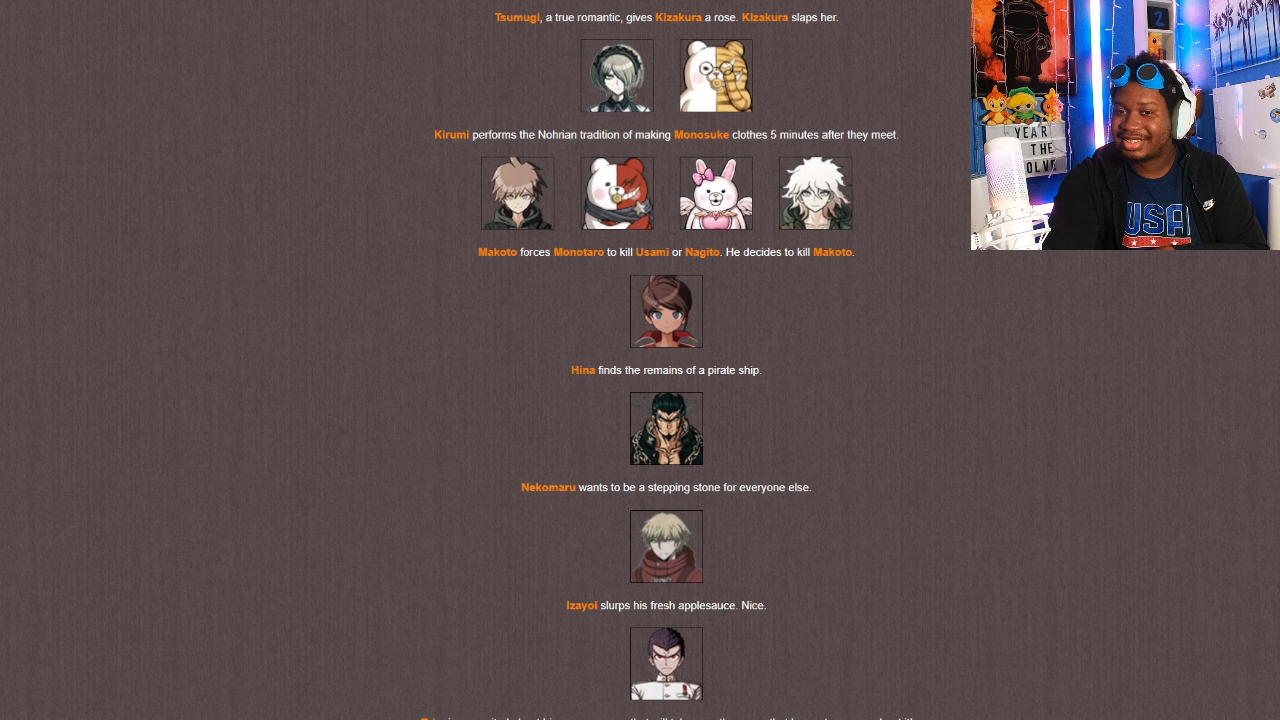 Tsumugi, a true romantic, gives Kizakura a rose. Kizakura slaps her.
Kirumi performs the Nohrian tradition of making Monosuke clothes 5 minutes after they meet.
Makoto forces Monotaro to kill Usami or Nagito. He decides to kill Makoto.
Hina finds the remains of a pirate ship.
Nekomaru wants to be a stepping stone for everyone else.
Izayoi slurps his fresh applesauce. Nice.
2
YEAR
THE
OLVE
USA